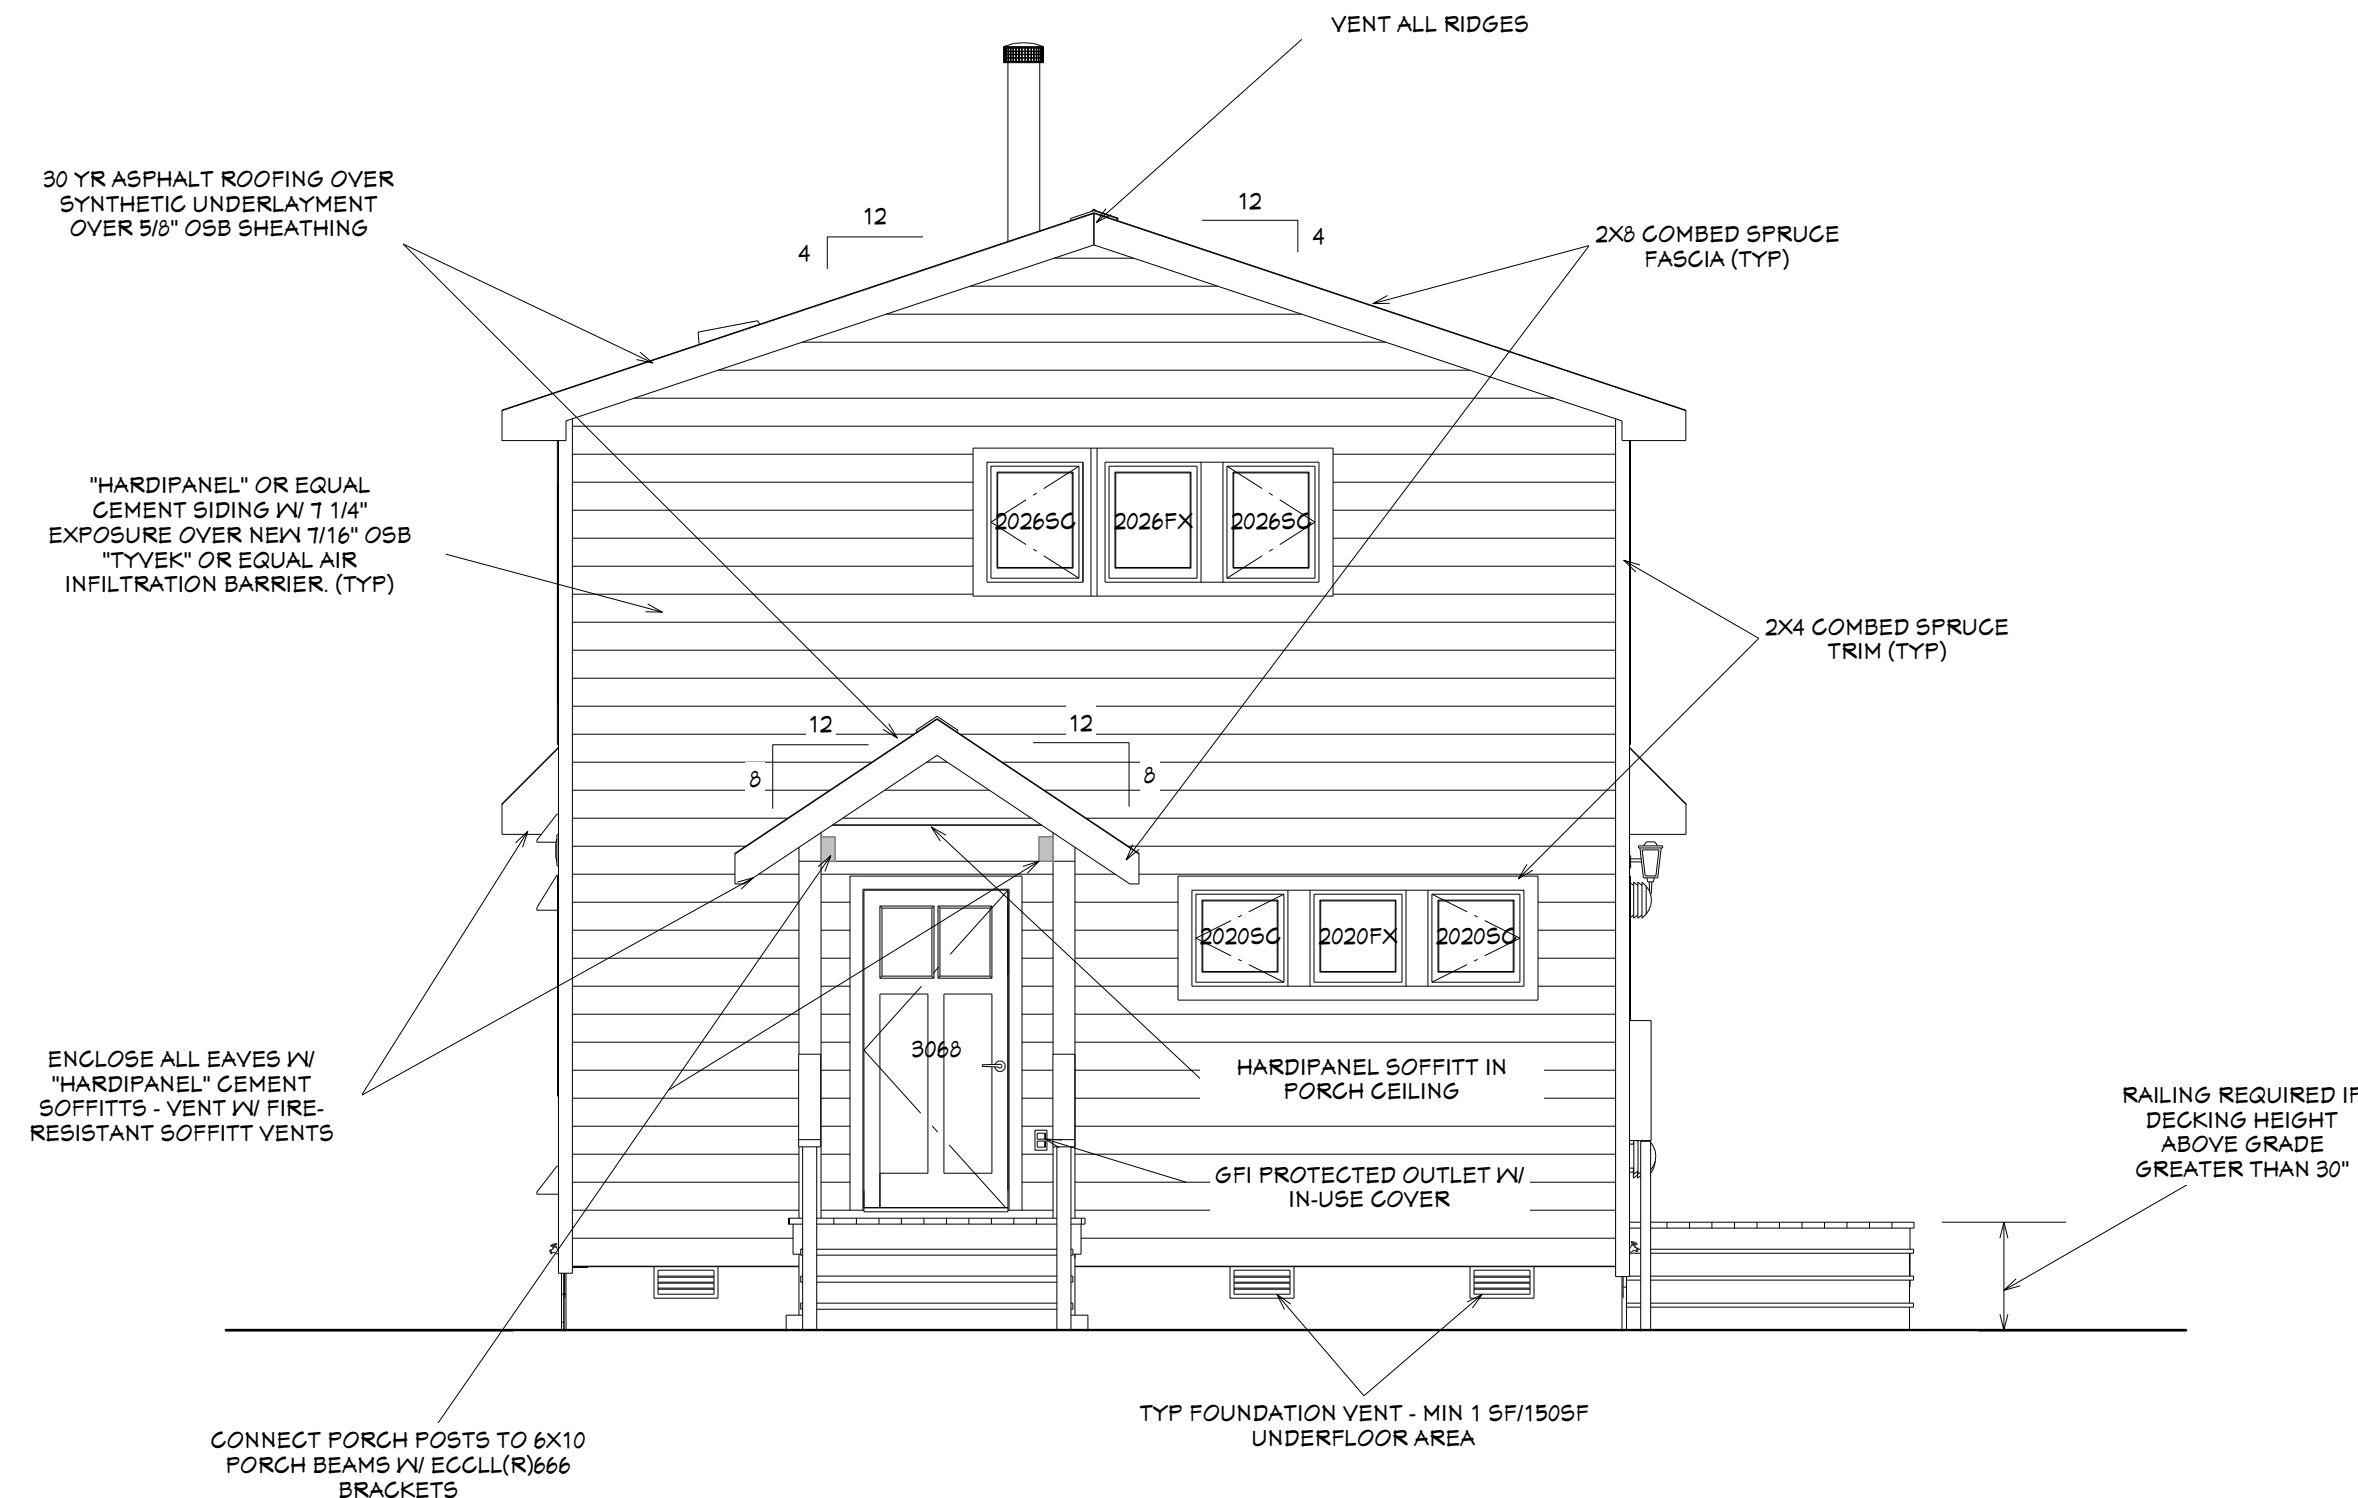 VENT ALL RIDGES
30 YR ASPHALT ROOFING OVER
SYNTHETIC UNDERLAYMENT
OVER 5/8" OSB SHEATHING
12
4
12
4
2X8 COMBED SPRUCE
FASCIA (TYP)
"HARDIPANEL" OR EQUAL
CEMENT SIDING W/ 7 1/4"
EXPOSURE OVER NEW 7/16" OSB
"TYVEK" OR EQUAL AIR
INFILTRATION BARRIER. (TYP)
2026SC
2026FX
2026SC
2X4 COMBED SPRUCE
TRIM (TYP)
12
8
12
8
2020SC
2020FX
2020SC
3068
ENCLOSE ALL EAVES W/
"HARDIPANEL" CEMENT
SOFFITTS - VENT W/ FIRE-
RESISTANT SOFFITT VENTS
HARDIPANEL SOFFITT IN
PORCH CEILING
RAILING REQUIRED IF
DECKING HEIGHT
ABOVE GRADE
GREATER THAN 30"
GFI PROTECTED OUTLET W/
IN-USE COVER
TYP FOUNDATION VENT - MIN 1 SF/150SF
UNDERFLOOR AREA
CONNECT PORCH POSTS TO 6X10
PORCH BEAMS W/ ECCLL(R)666
BRACKETS